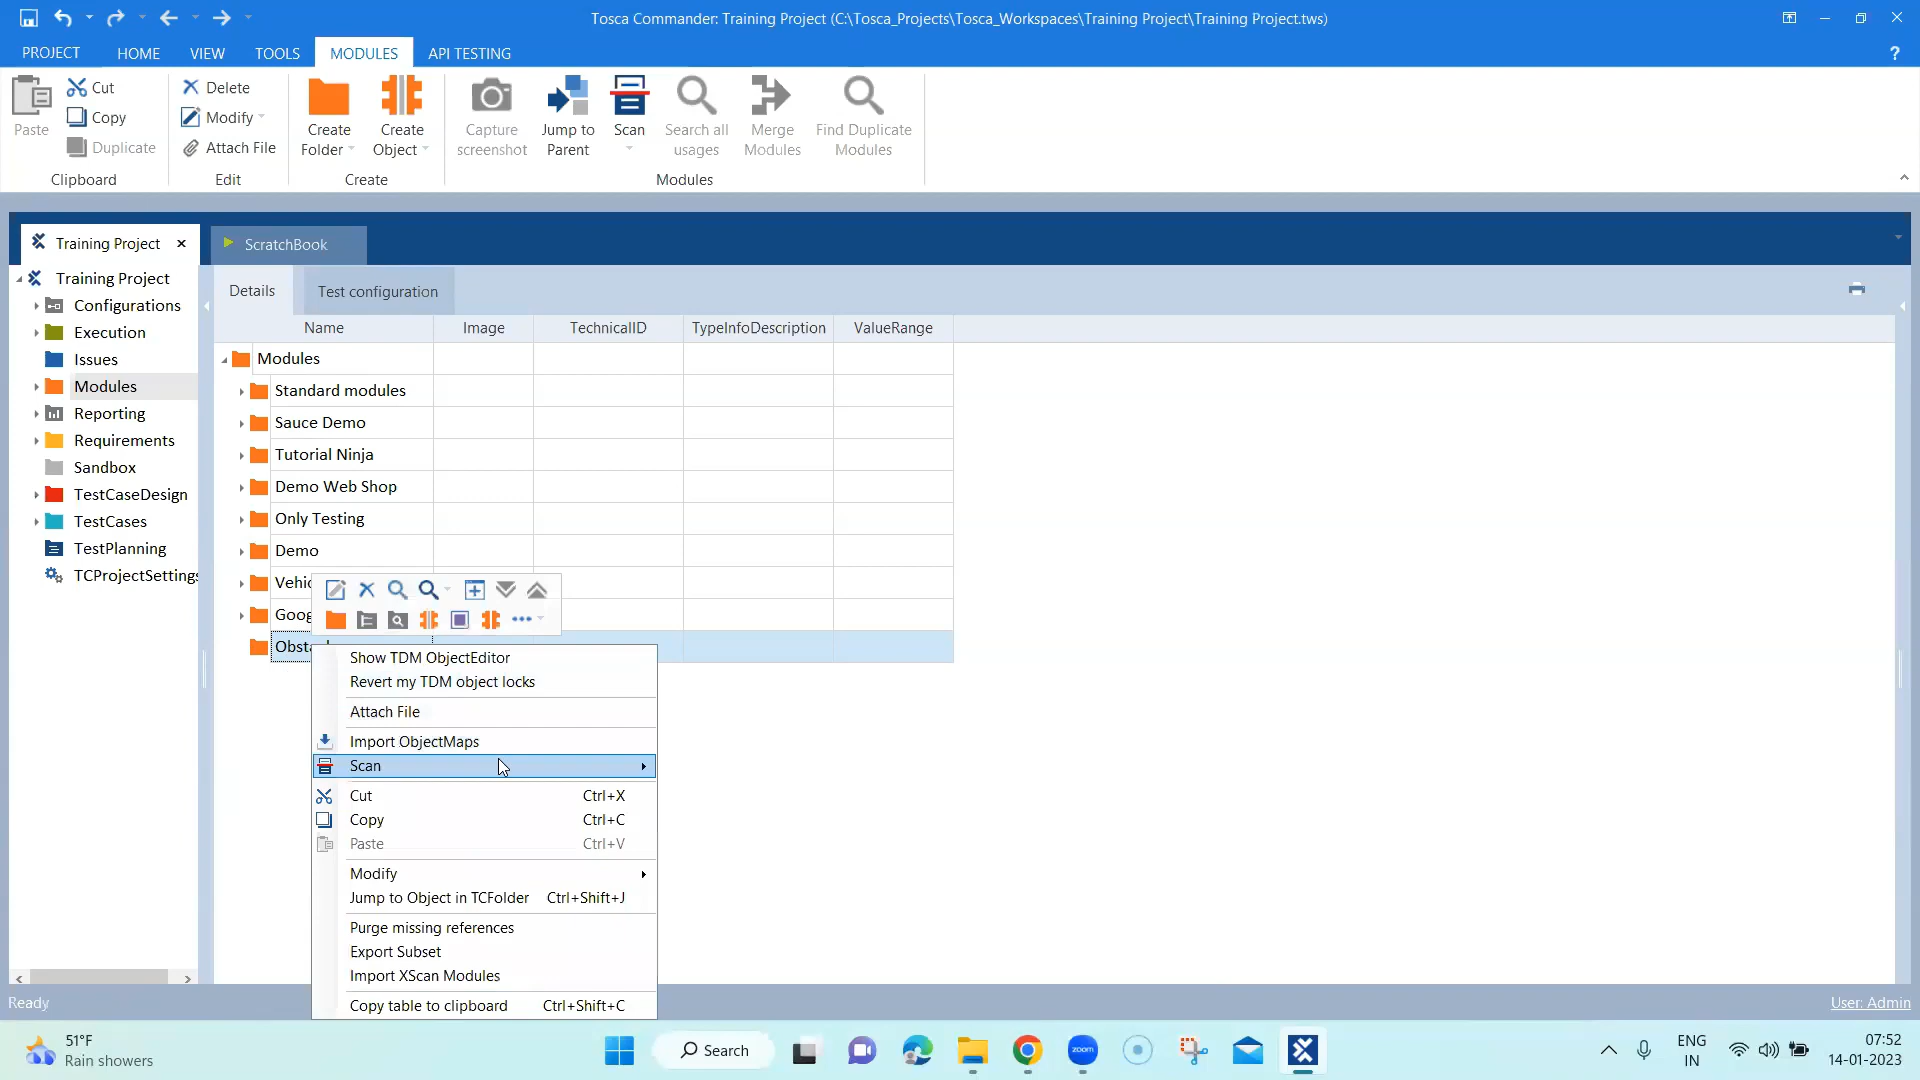 Tosca Commander: Training Project (C:\Tosca_Projects\Tosca_Workspaces\Training Project\Training Project.tws)
PROJECT HOME VIEW TOOLS MODULES API TESTING ?
Paste
Cut
Copy
Duplicate
Clipboard
Delete
Modify
Attach File
Edit
Create Folder
Create Object
Create
Capture screenshot
Jump to Parent
Scan
Search all usages
Merge Modules
Find Duplicate Modules
Modules
Training Project
ScratchBook
Training Project
Configurations
Execution
Issues
Modules
Reporting
Requirements
Sandbox
TestCaseDesign
TestCases
TestPlanning
TCProjectSettings
Details Test configuration
Name Image TechnicalID TypeInfoDescription ValueRange
Modules
Standard modules
Sauce Demo
Tutorial Ninja
Demo Web Shop
Only Testing
Demo
Show TDM ObjectEditor
Revert my TDM object locks
Attach File
Import ObjectMaps
Scan
Cut Ctrl+X
Copy Ctrl+C
Paste Ctrl+V
Modify
Jump to Object in TCFolder Ctrl+Shift+J
Purge missing references
Export Subset
Import XScan Modules
Copy table to clipboard Ctrl+Shift+C
Ready
User: Admin
51°F
Rain showers
Search
zoom
ENG
IN
07:52
14-01-2023